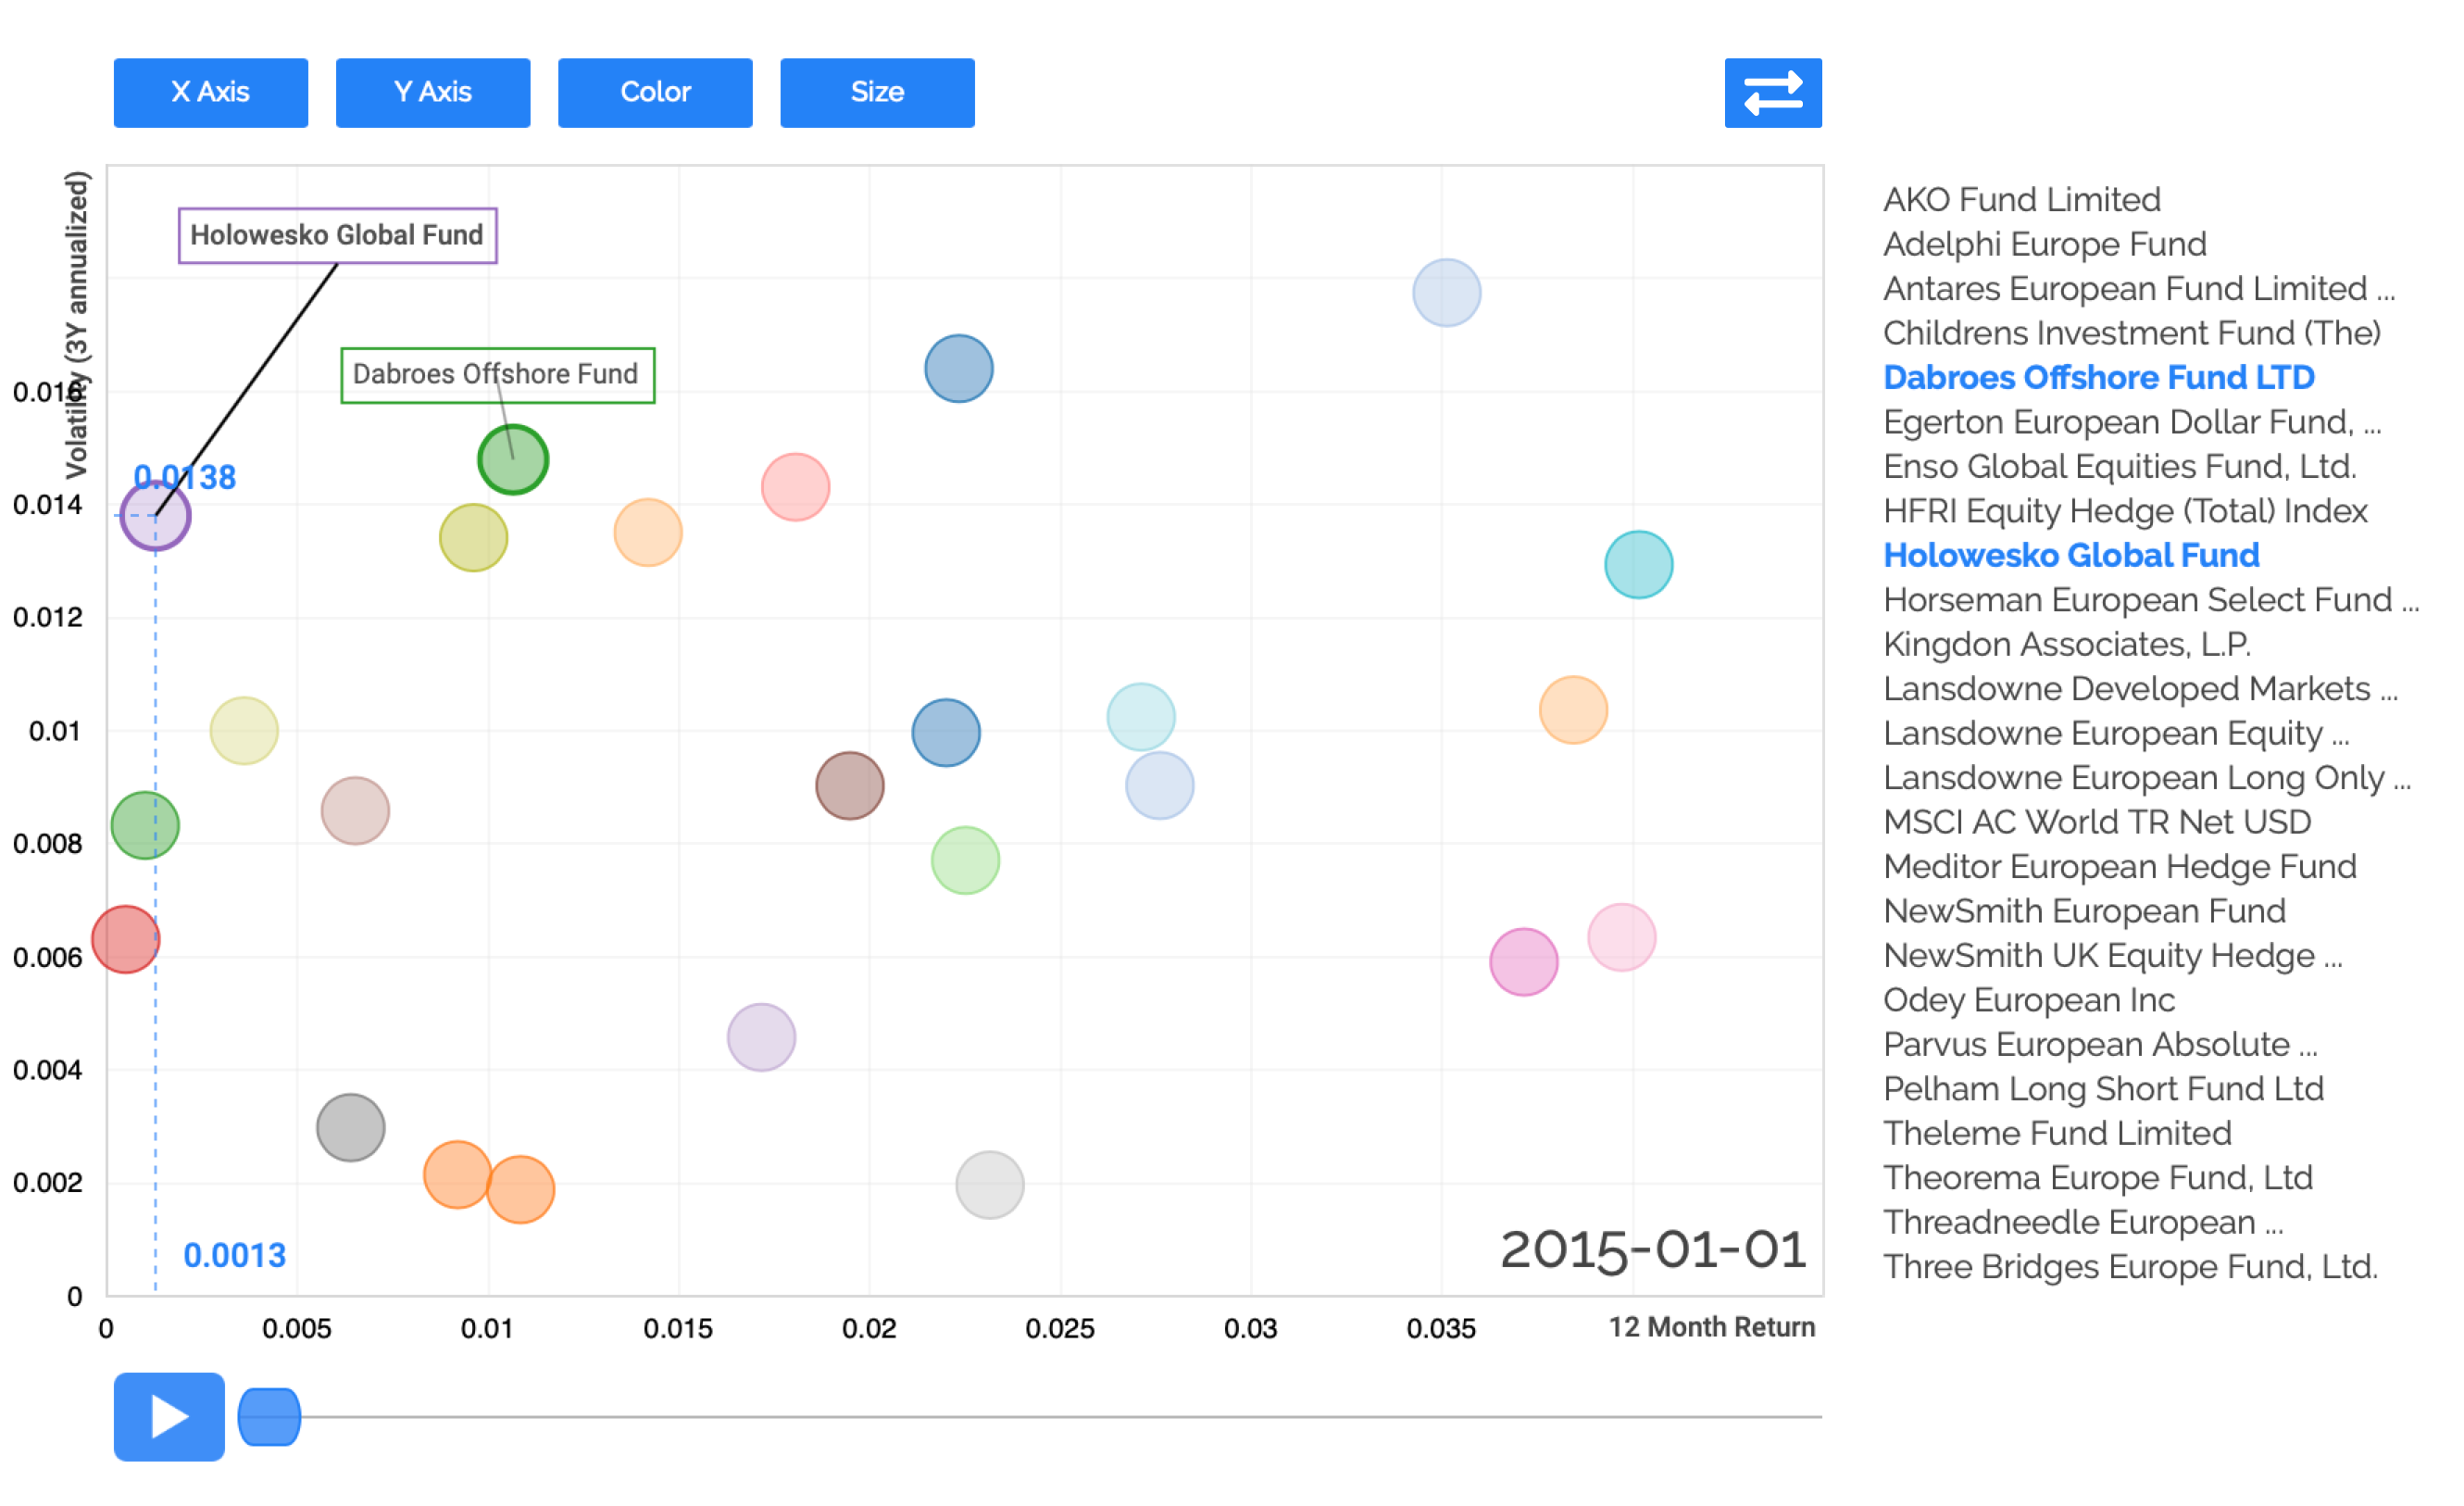 X Axis
Y Axis
Color
Size
Volatility (3Y annualized)
Holowesko Global Fund
Dabroes Offshore Fund
0.0138
0.0013
0.016
0.014
0.012
0.01
0.008
0.006
0.004
0.002
0
2015-01-01
0
0.005
0.01
0.015
0.02
0.025
0.03
0.035
12 Month Return
AKO Fund Limited
Adelphi Europe Fund
Antares European Fund Limited ...
Childrens Investment Fund (The)
Dabroes Offshore Fund LTD
Egerton European Dollar Fund, ...
Enso Global Equities Fund, Ltd.
HFRI Equity Hedge (Total) Index
Holowesko Global Fund
Horseman European Select Fund ...
Kingdon Associates, L.P.
Lansdowne Developed Markets ...
Lansdowne European Equity ...
Lansdowne European Long Only ...
MSCI AC World TR Net USD
Meditor European Hedge Fund
NewSmith European Fund
NewSmith UK Equity Hedge ...
Odey European Inc
Parvus European Absolute ...
Pelham Long Short Fund Ltd
Theleme Fund Limited
Theorema Europe Fund, Ltd
Threadneedle European ...
Three Bridges Europe Fund, Ltd.